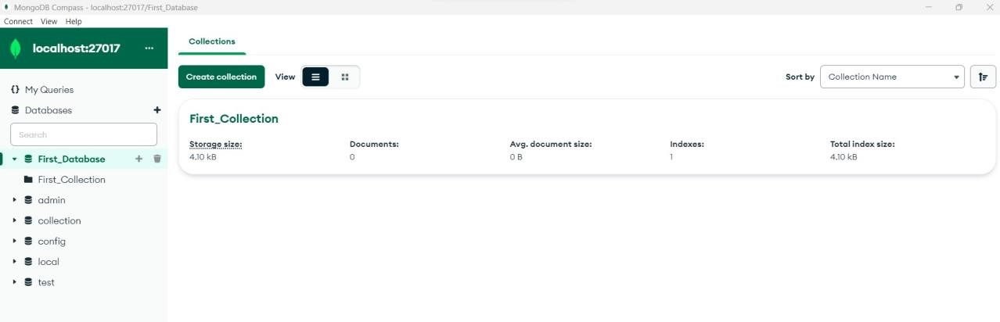 MongoDB Compass - localhost:27017/First_Database
Connect View Help
localhost:27017 ...
{} My Queries
Databases +
Search
First_Database +
First_Collection
admin
collection
config
local
test
Collections
Create collection View Sort by Collection Name
First_Collection
Storage size: Documents: Avg. document size: Indexes: Total index size:
4.10 kB 0 0 B 1 4.10 kB